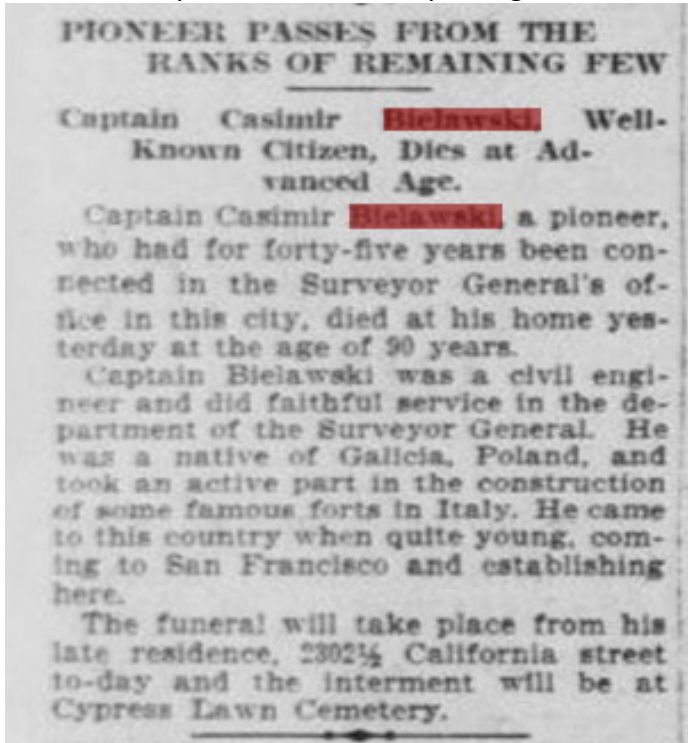 PIONEER PASSES FROM THE
RANKS OF REMAINING FEW
Captain Casimir Bielawski, Well-
Known Citizen, Dies at Ad-
vanced Age.
Captain Casimir Bielawski, a pioneer,
who had for forty-five years been con-
nected in the Surveyor General's of-
fice in this city, died at his home yes-
terday at the age of 90 years.
Captain Bielawski was a civil engi-
neer and did faithful service in the de-
partment of the Surveyor General. He
was a native of Galicia, Poland, and
took an active part in the construction
of some famous forts in Italy. He came
to this country when quite young, com-
ing to San Francisco and establishing
here.
The funeral will take place from his
late residence, 2302½ California street
to-day and the interment will be at
Cypress Lawn Cemetery.